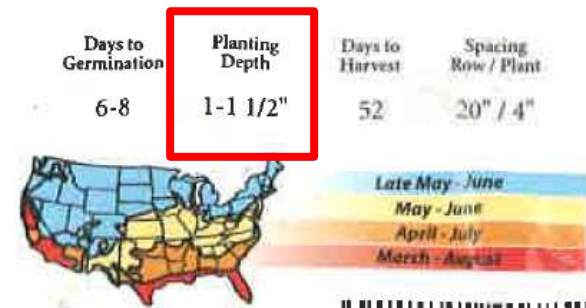 Days to Germination
Planting Depth
Days to Harvest
Spacing Row / Plant
6-8
1-1 1/2"
52
20" / 4"
Late May - June
May - June
April - July
March - August